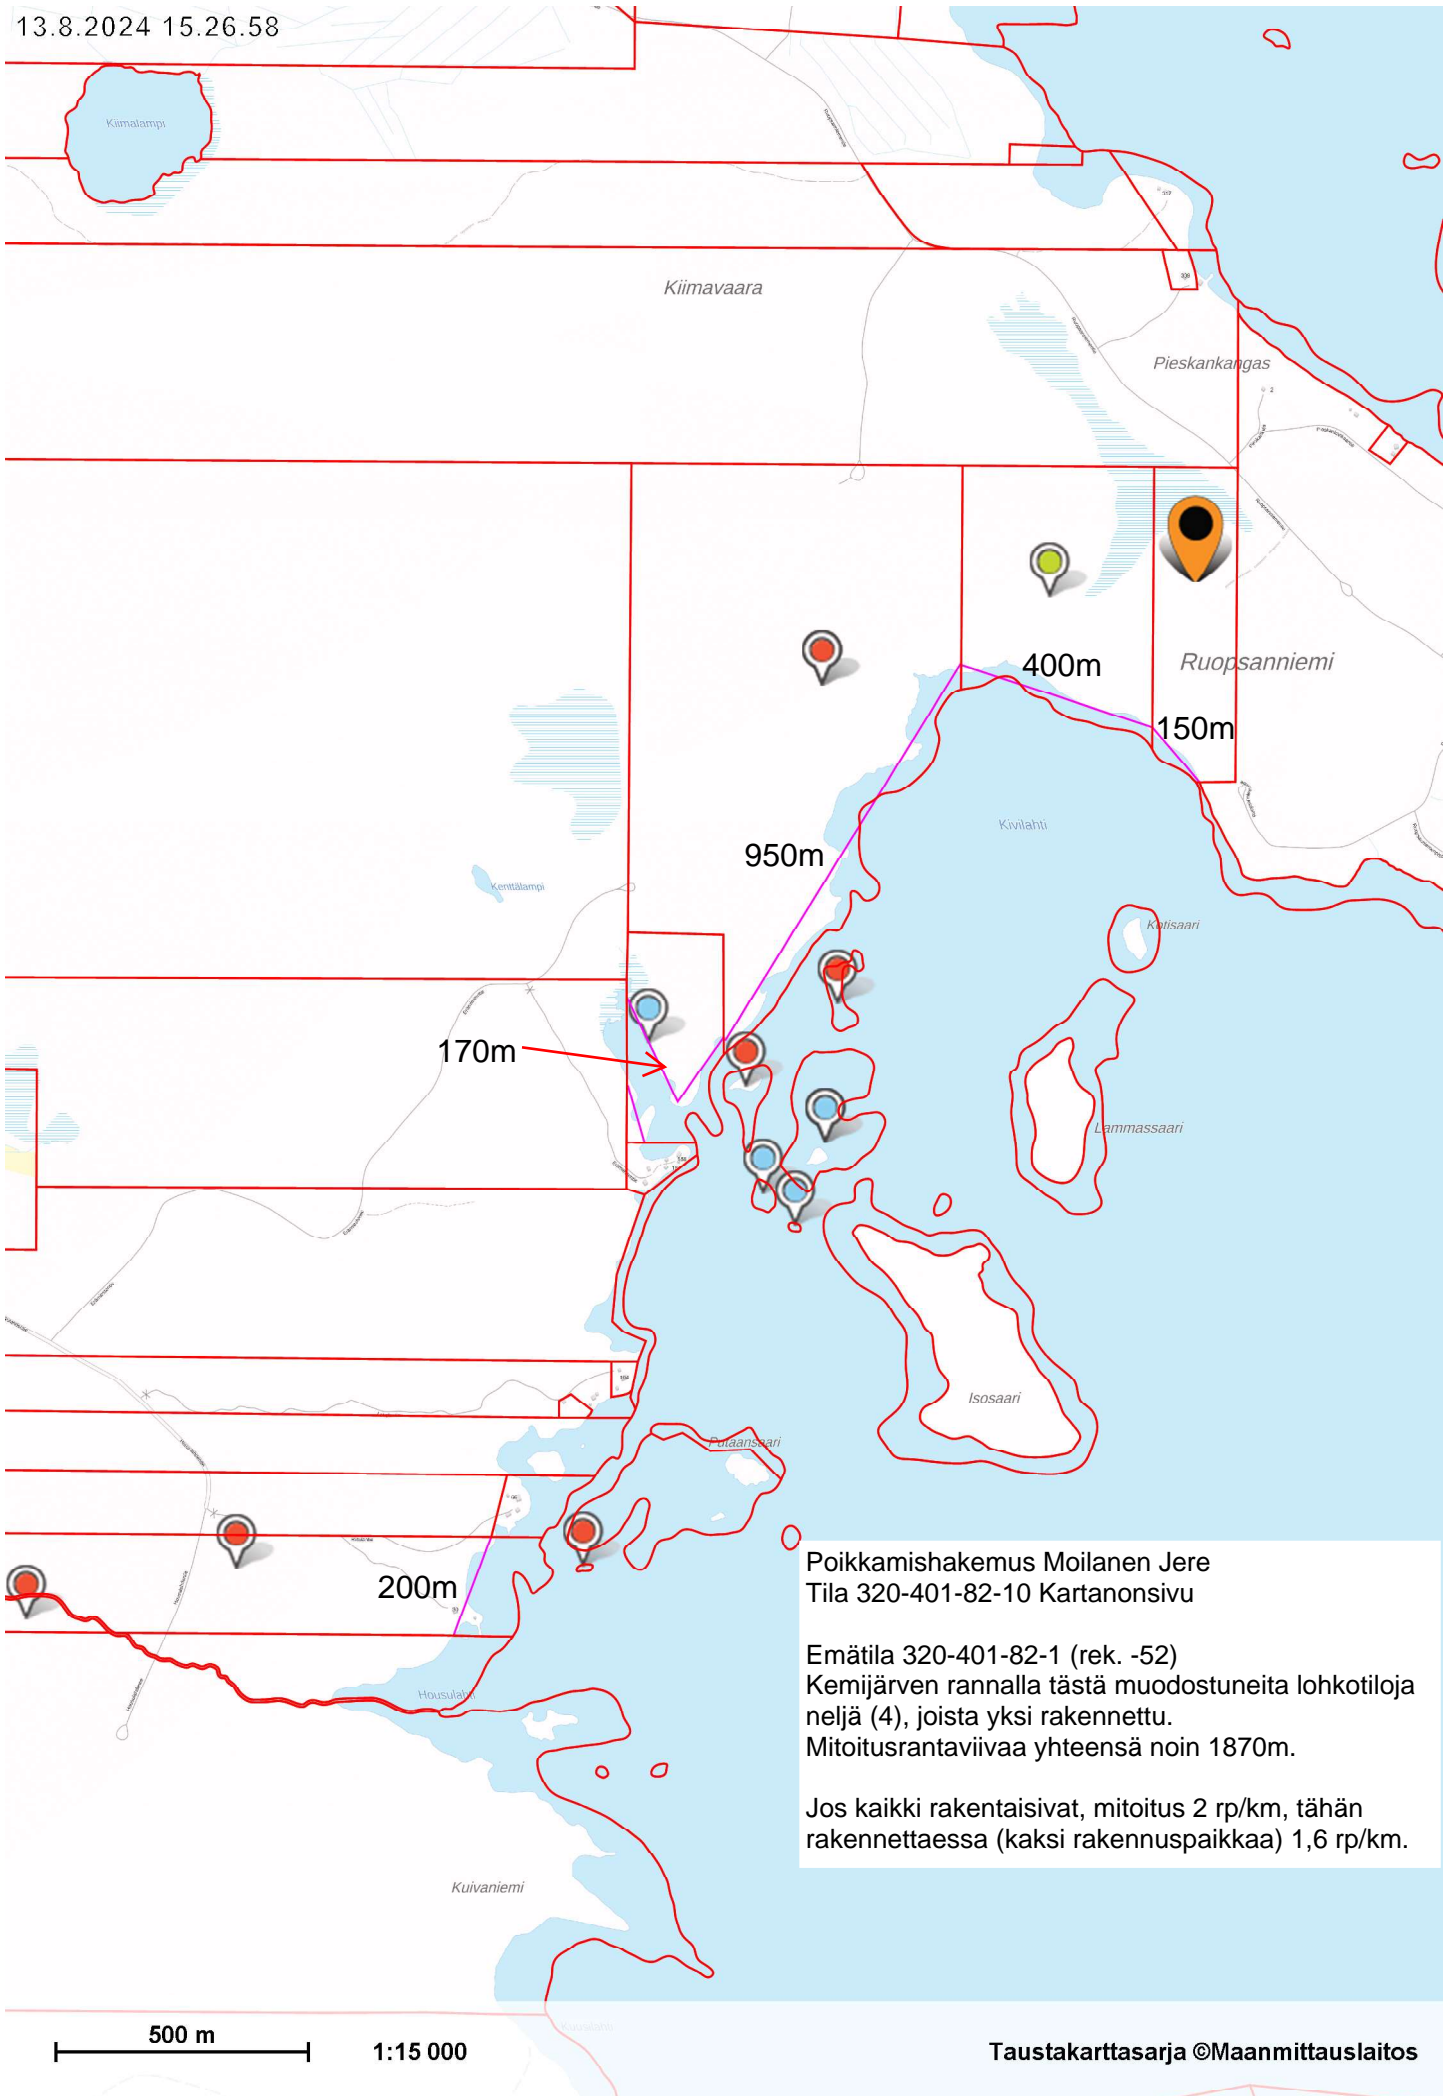 13.8.2024 15.26.58
Kiimalampi
Kiimavaara
Pieskankangas
Ruopsanniemi
400m
150m
Kivilahti
950m
Kenttälampi
Kotisaari
170m
Lammassaari
Isosaari
Putaansaari
200m
Housulahti
Poikkamishakemus Moilanen Jere
Tila 320-401-82-10 Kartanonsivu
Emätila 320-401-82-1 (rek. -52)
Kemijärven rannalla tästä muodostuneita lohkotiloja
neljä (4), joista yksi rakennettu.
Mitoitusrantaviivaa yhteensä noin 1870m.
Jos kaikki rakentaisivat, mitoitus 2 rp/km, tähän
rakennettaessa (kaksi rakennuspaikkaa) 1,6 rp/km.
Kuivaniemi
Kuusilahti
500 m
1:15 000
Taustakarttasarja ©Maanmittauslaitos